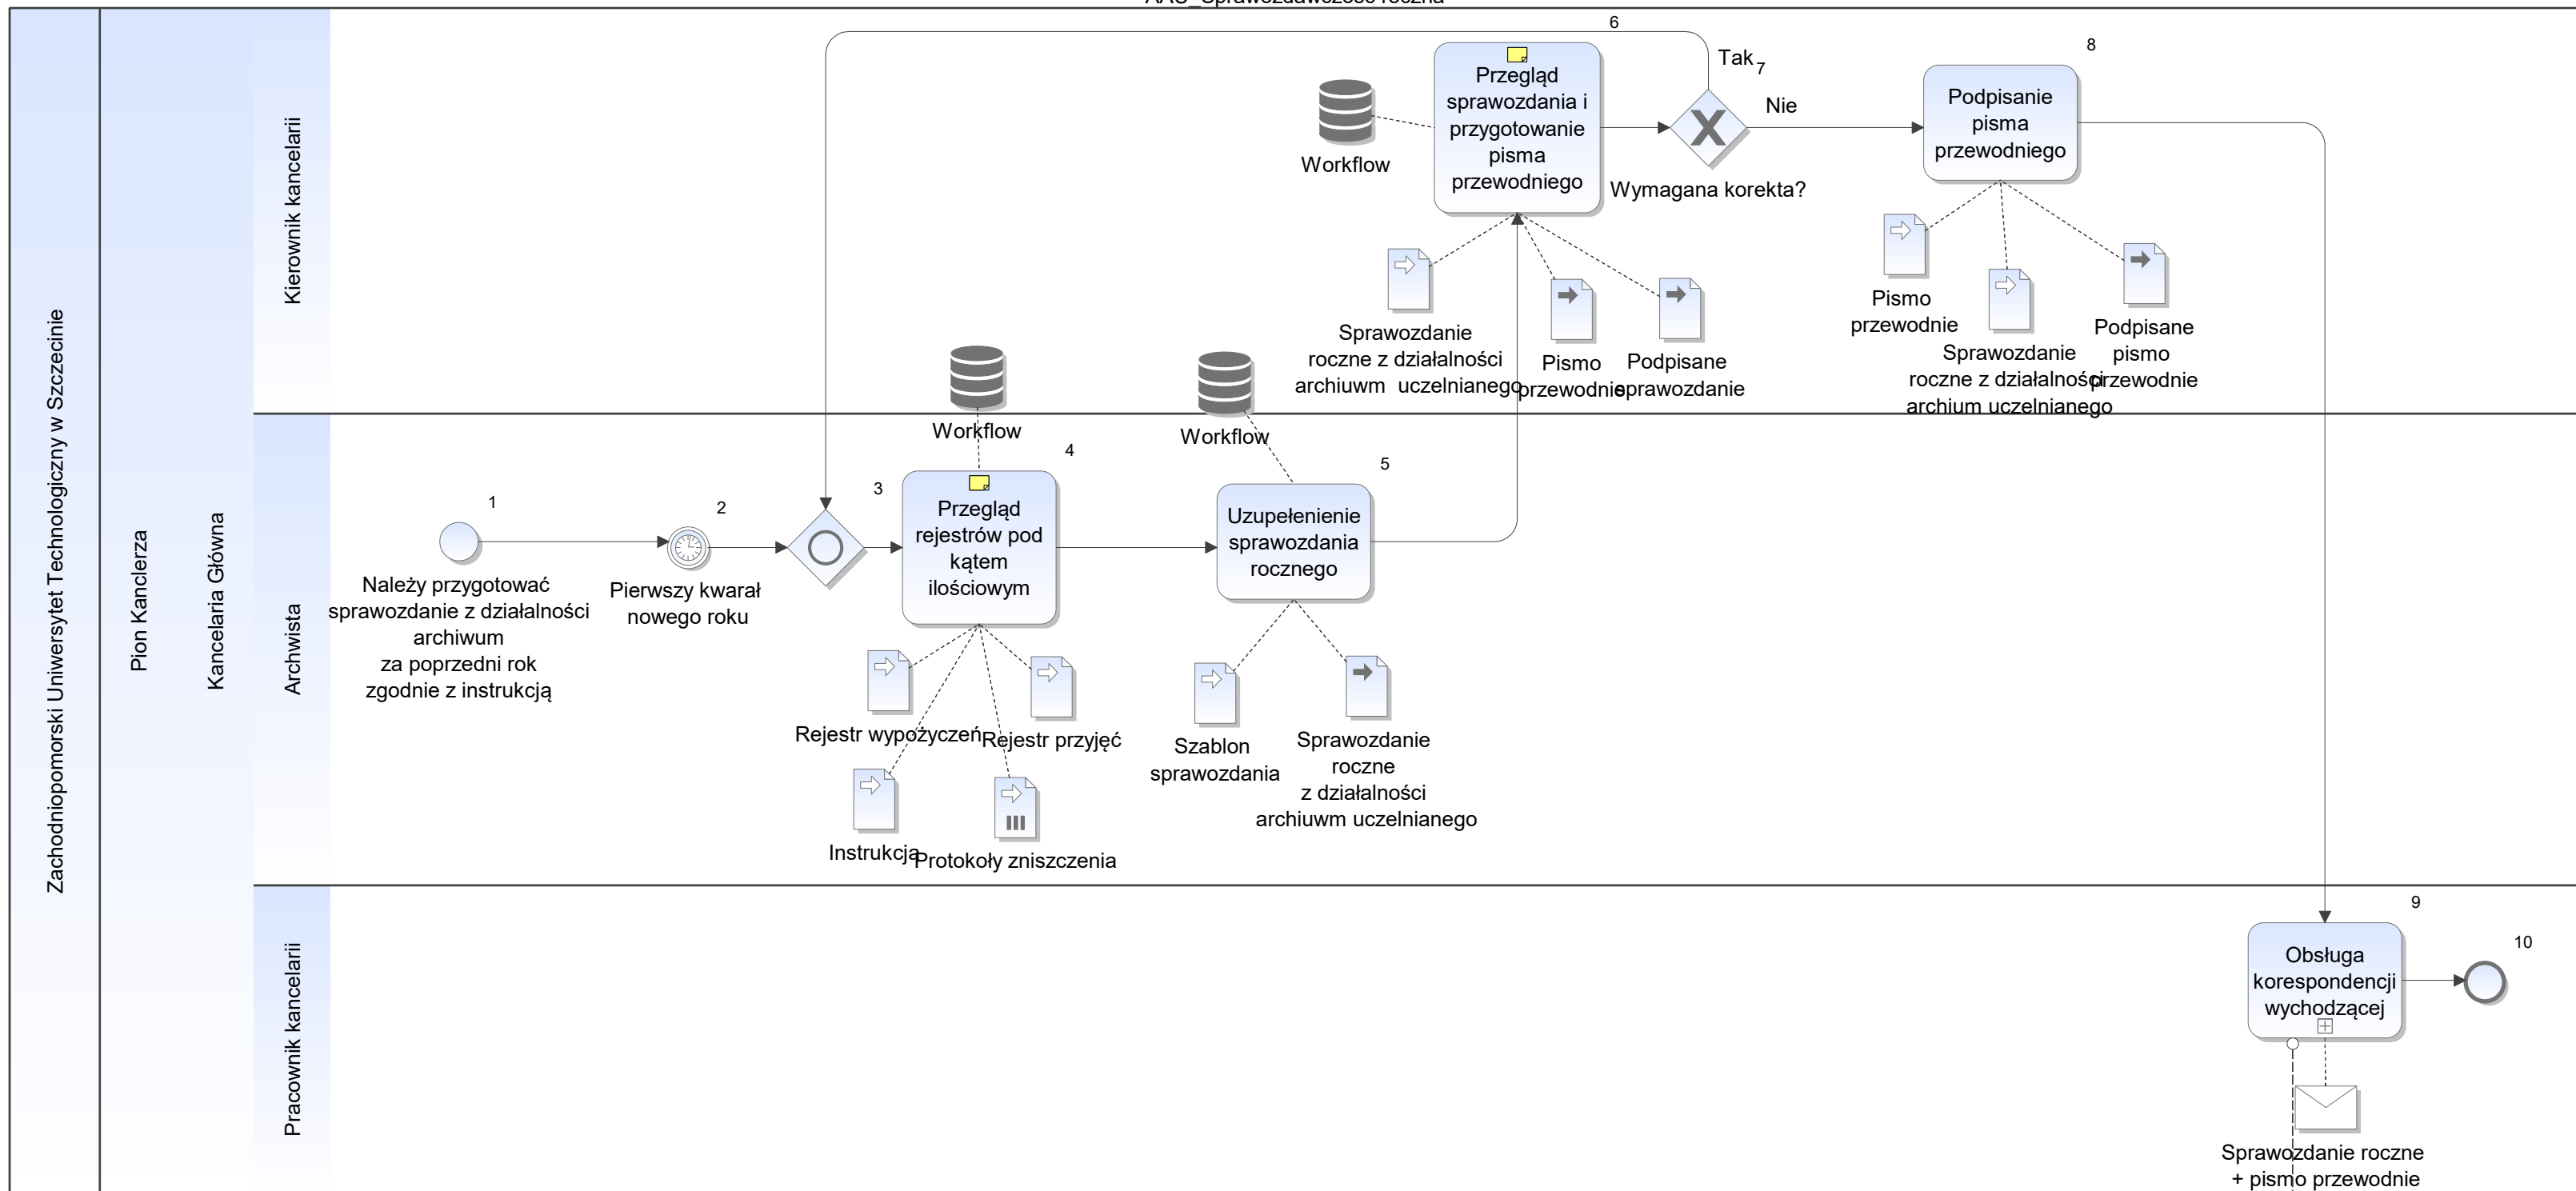 Zachodniopomorski Uniwersytet Technologiczny w Szczecinie
Pion Kanclerza
Kancelaria Główna
Kierownik kancelarii
6
Przegląd
sprawozdania i
przygotowanie
pisma
przewodniego
Workflow
Tak
7
Nie
Wymagana korekta?
8
Podpisanie
pisma
przewodniego
Sprawozdanie
roczne z działalności
archiuwm uczelnianego
Pismo
przewodnie
Podpisane
sprawozdanie
Pismo
przewodnie
Sprawozdanie
roczne z działalności
archium uczelnianego
Podpisane
pismo
przewodnie
Archwista
1
Należy przygotować
sprawozdanie z działalności
archiwum
za poprzedni rok
zgodnie z instrukcją
2
Pierwszy kwarał
nowego roku
3
Workflow
4
Przegląd
rejestrów pod
kątem
ilościowym
Rejestr wypożyczeń
Rejestr przyjęć
Instrukcja
Protokoły zniszczenia
Workflow
5
Uzupełenienie
sprawozdania
rocznego
Szablon
sprawozdania
Sprawozdanie
roczne
z działalności
archiuwm uczelnianego
Pracownik kancelarii
9
Obsługa
korespondencji
wychodzącej
10
Sprawozdanie roczne
+ pismo przewodnie